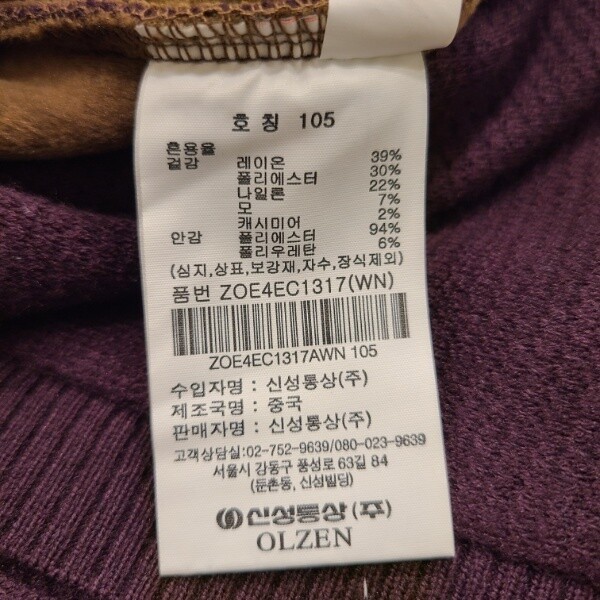 호 칭 105
혼용율
겉감 레이온 39%
폴리에스터 30%
나일론 22%
모 7%
캐시미어 2%
안감 폴리에스터 94%
폴리우레탄 6%
(심지,상표,보강재,자수,장식제외)
품번 ZOE4EC1317(WN)
ZOE4EC1317AWN 105
수입자명 : 신성통상(주)
제조국명 : 중국
판매자명 : 신성통상(주)
고객상담실:02-752-9639/080-023-9639
서울시 강동구 풍성로 63길 84
(둔촌동, 신성빌딩)
신성통상(주)
OLZEN